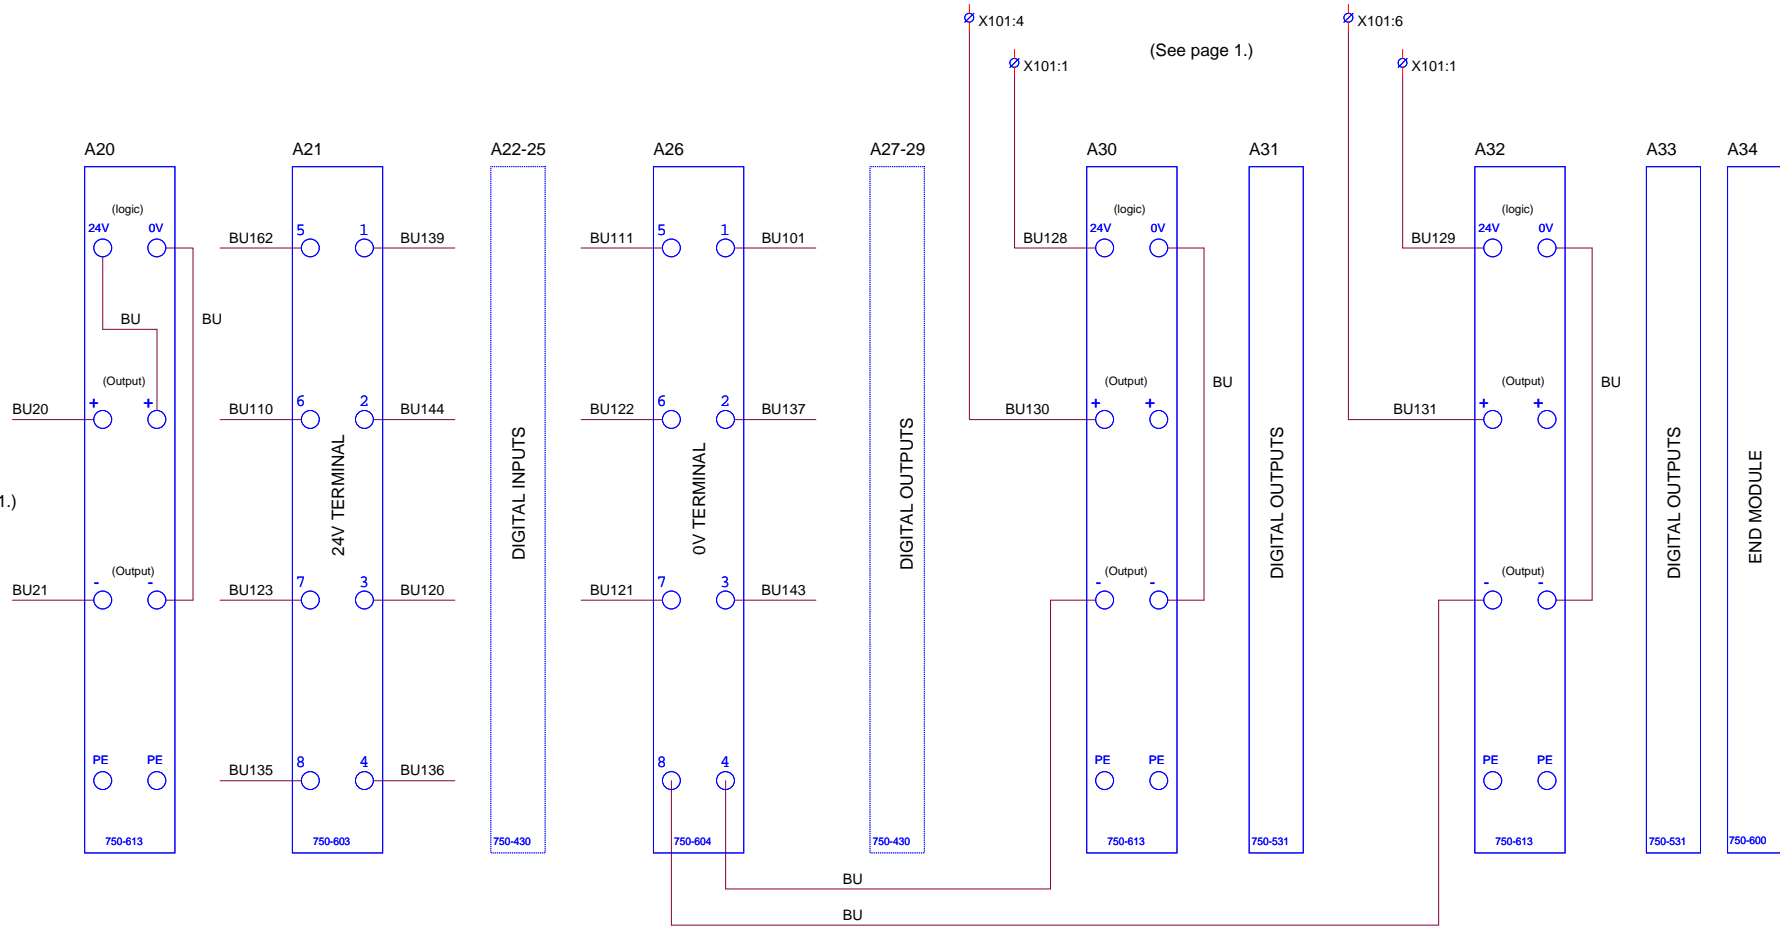 X101:4
X101:6
(See page 1.)
X101:1
X101:1
A20
A21
A22-25
A26
A27-29
A30
A31
A32
A33
A34
(logic)
(logic)
(logic)
24V 0V
5 1
5 1
24V 0V
24V 0V
BU162
BU139
BU111
BU101
BU128
BU129
BU
BU
(Output)
(Output)
(Output)
BU
BU
+ +
6 2
6 2
+ +
+ +
BU20
BU110
BU144
BU122
BU137
BU130
BU131
24V TERMINAL
DIGITAL INPUTS
0V TERMINAL
DIGITAL OUTPUTS
DIGITAL OUTPUTS
DIGITAL OUTPUTS
END MODULE
1.)
(Output)
(Output)
(Output)
- -
7 3
7 3
- -
- -
BU21
BU123
BU120
BU121
BU143
PE PE
8 4
8 4
PE PE
PE PE
BU135
BU136
750-613
750-603
750-430
750-604
750-430
750-613
750-531
750-613
750-531
750-600
BU
BU